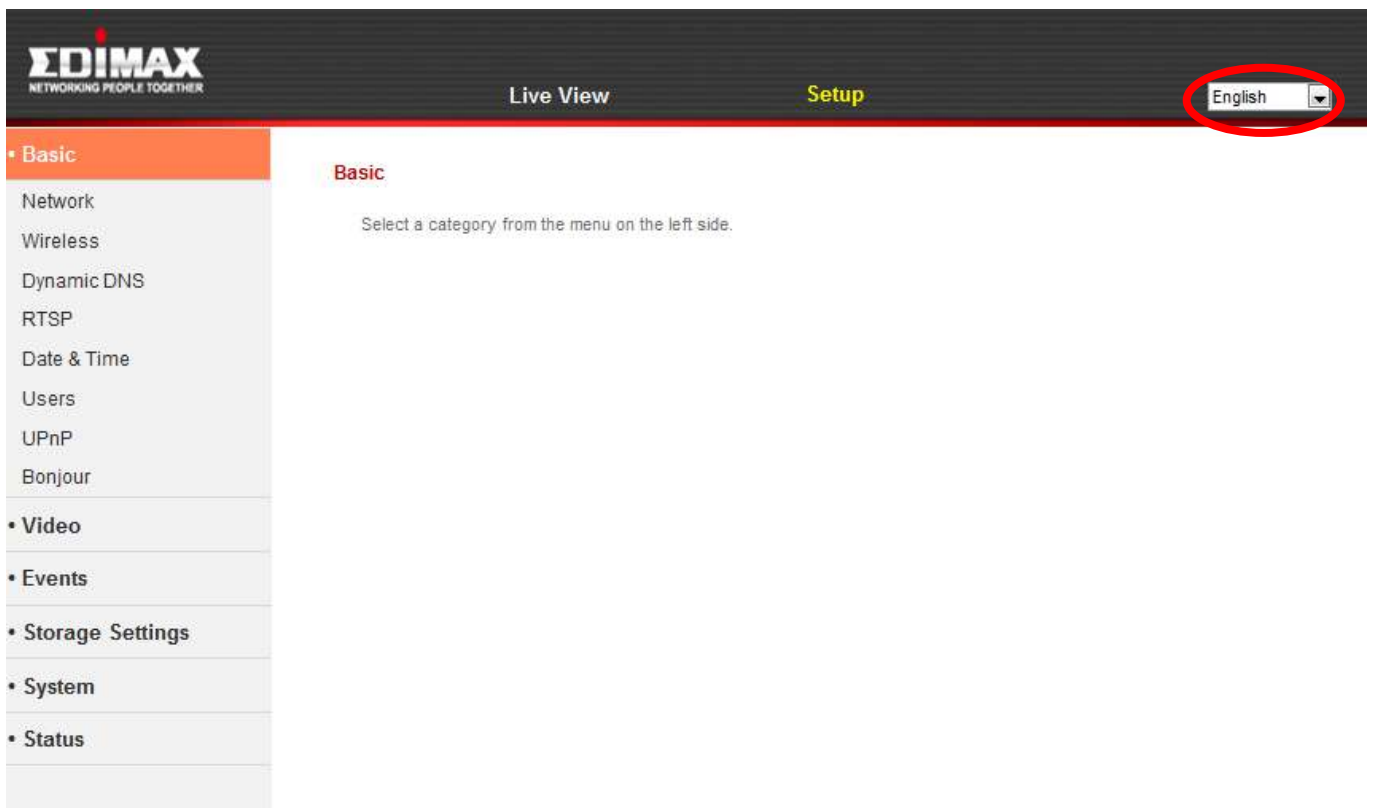 EDIMAX
NETWORKING PEOPLE TOGETHER
Live View
Setup
English
• Basic
Network
Wireless
Dynamic DNS
RTSP
Date & Time
Users
UPnP
Bonjour
• Video
• Events
• Storage Settings
• System
• Status
Basic
Select a category from the menu on the left side.